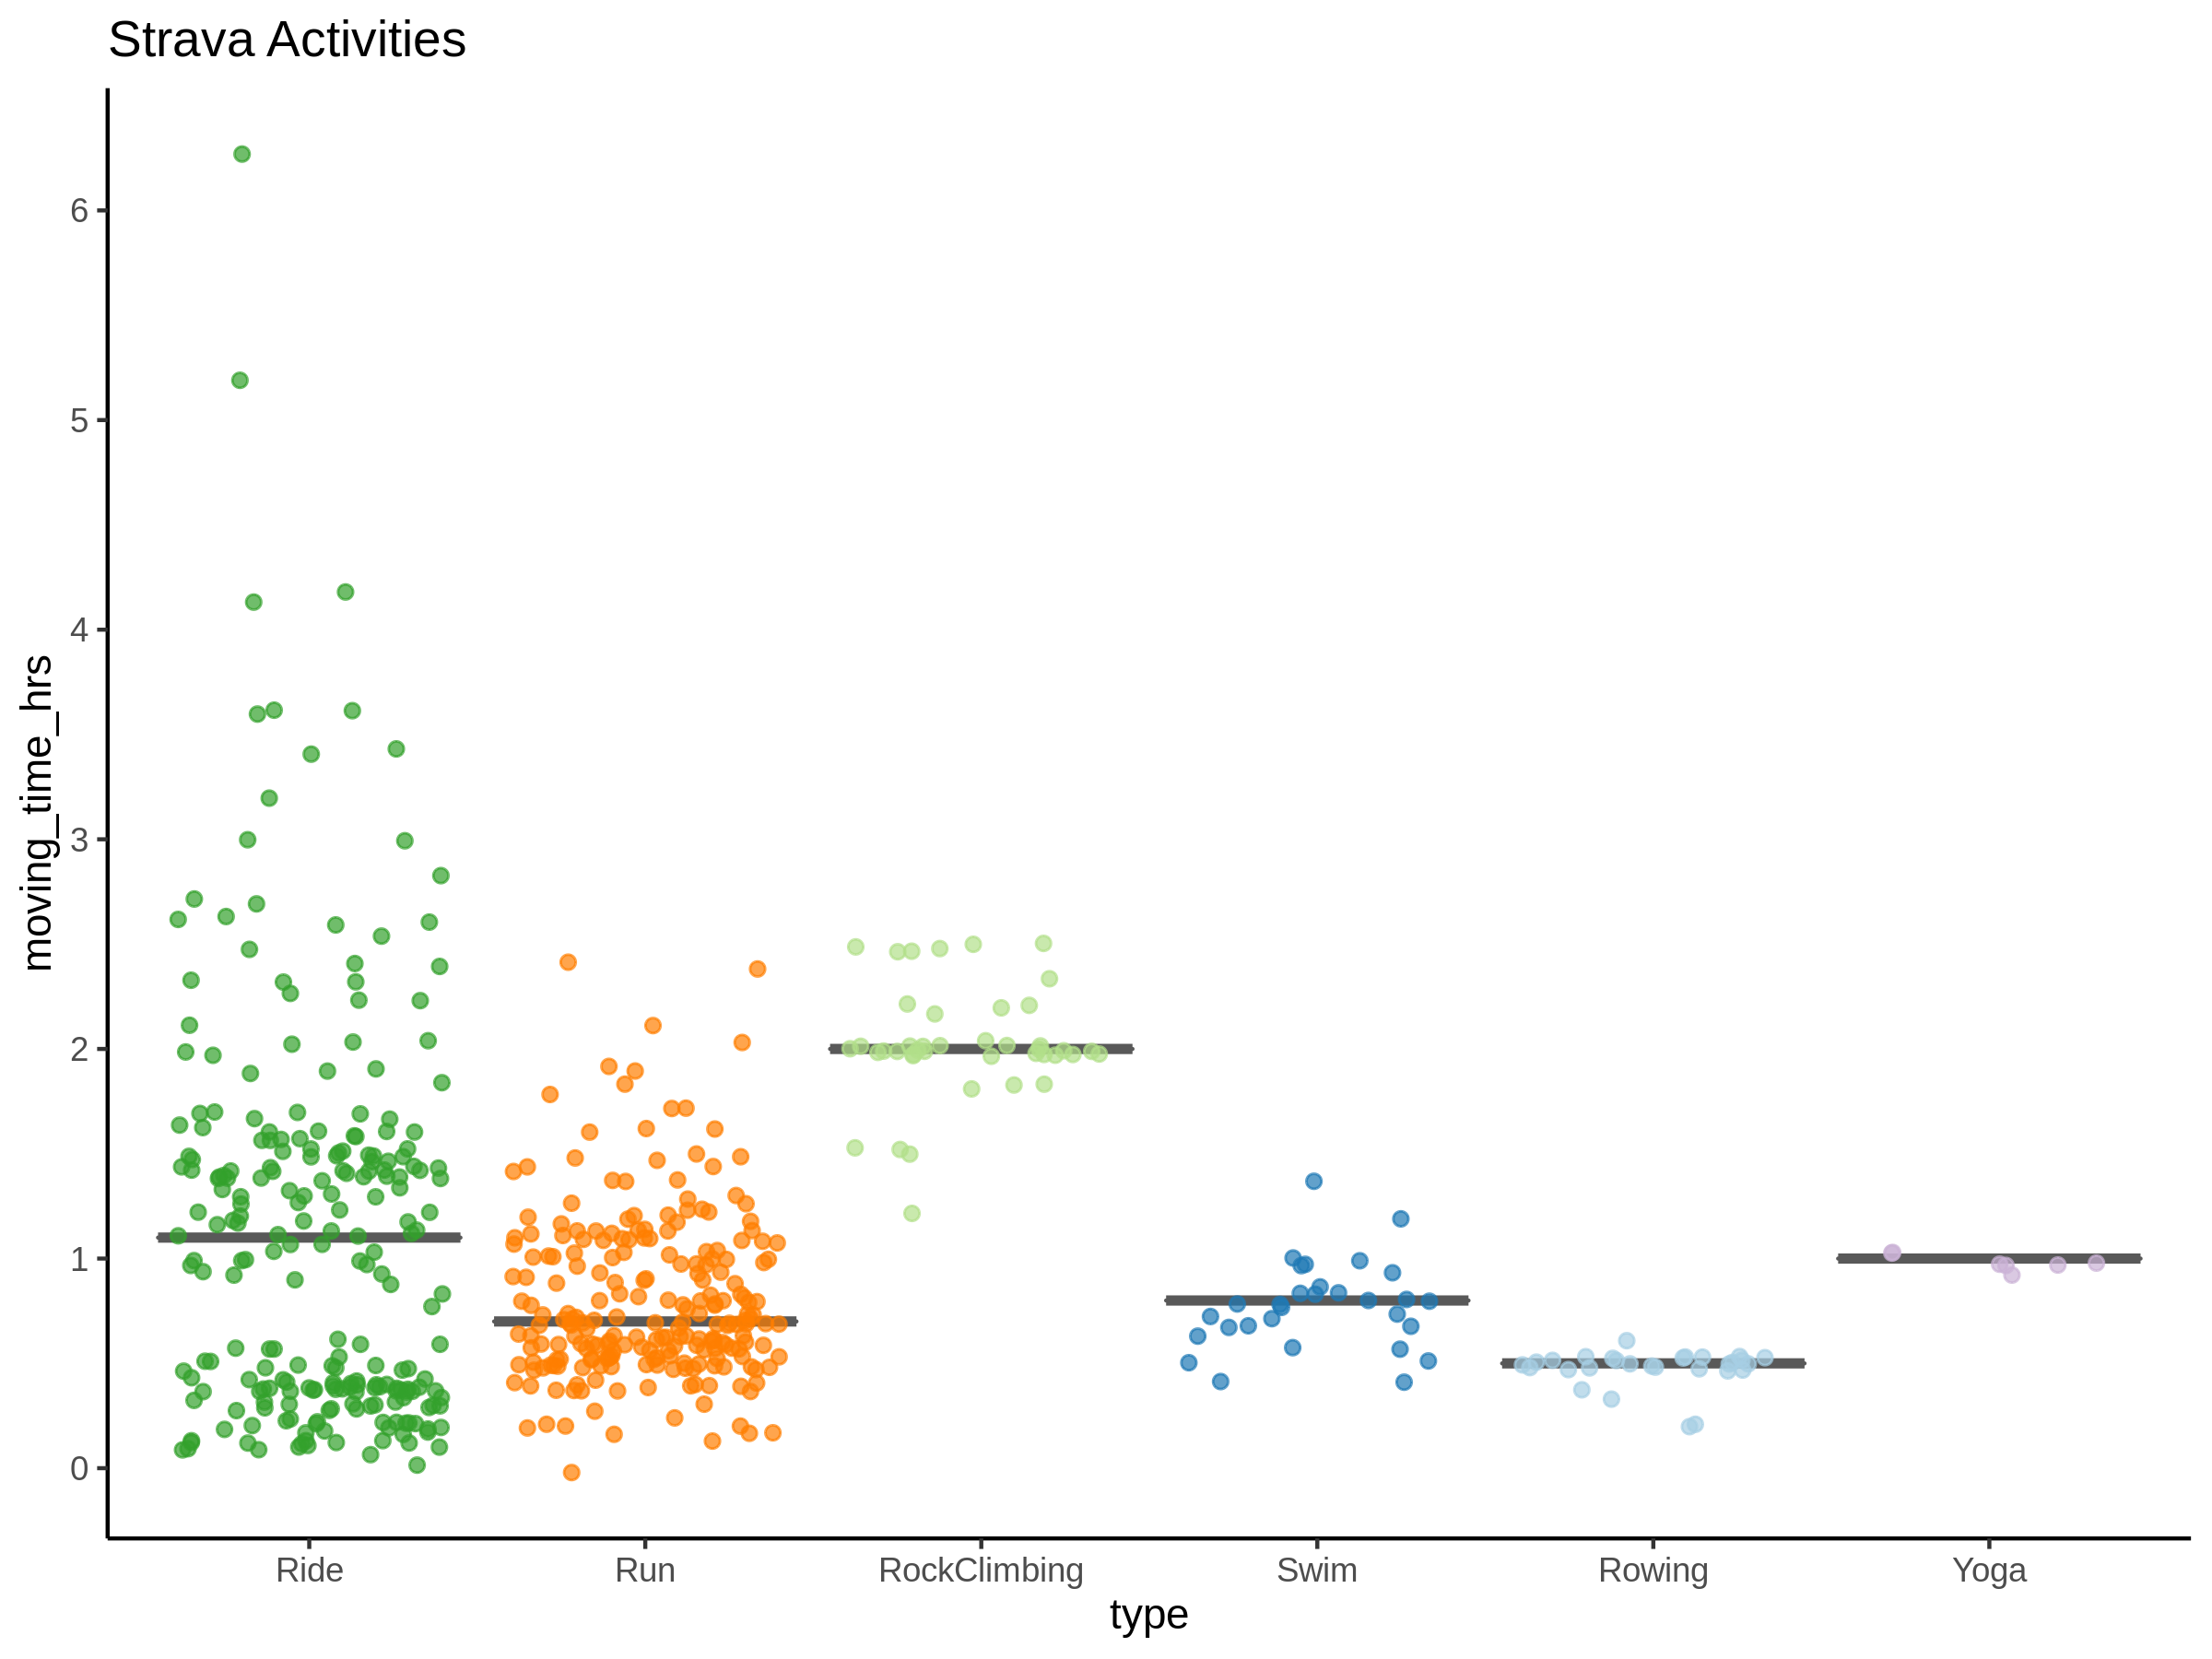 Strava Activities
moving_time_hrs
6
5
4
3
2
1
0
Ride Run RockClimbing Swim Rowing Yoga
type